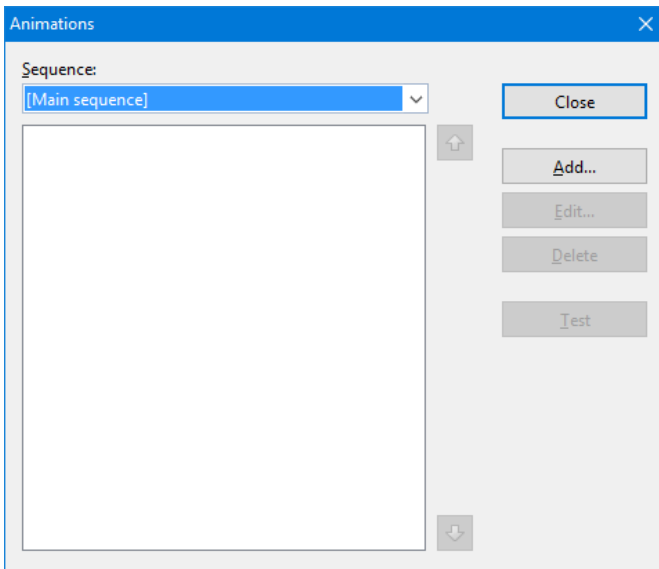 Animations
Sequence:
[Main sequence]
Close
Add...
Edit...
Delete
Test